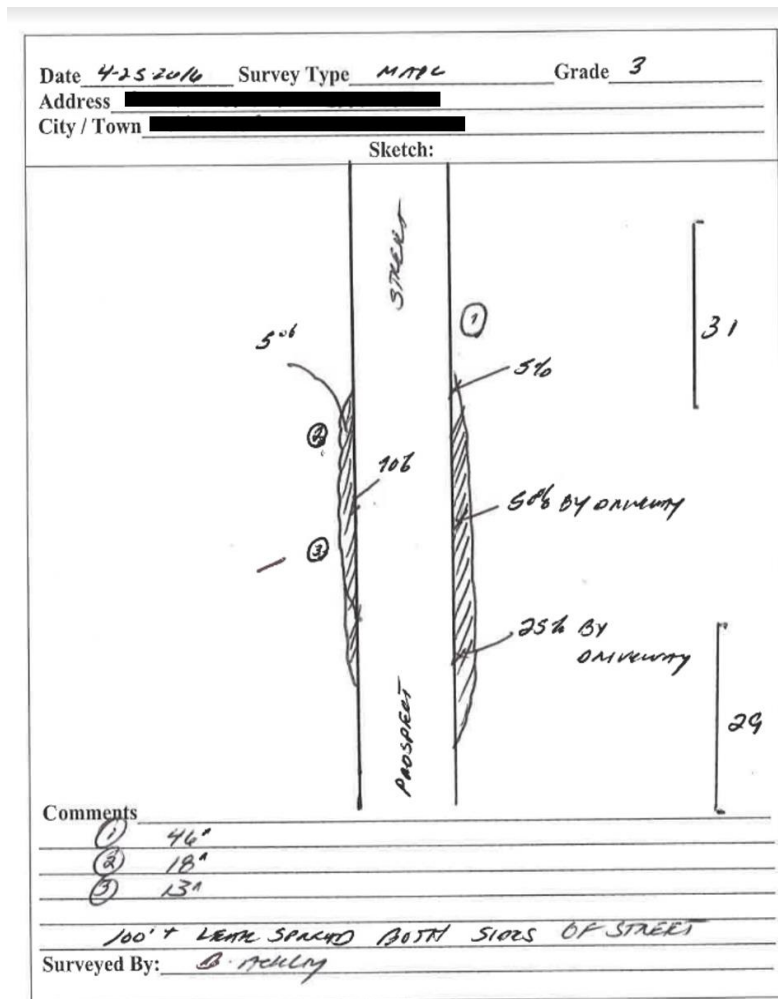 Date 4-25-2016 Survey Type MAPC Grade 3
Address
City / Town
Sketch:
STREET
1
31
5%
5%
2
90%
50% BY DRIVEWAY
3
25% BY
DRIVEWAY
29
PROSPECT
Comments
1 46"
2 18"
3 13"
100'+ LEAK SPREAD BOTH SIDES OF STREET
Surveyed By: B. Ackley